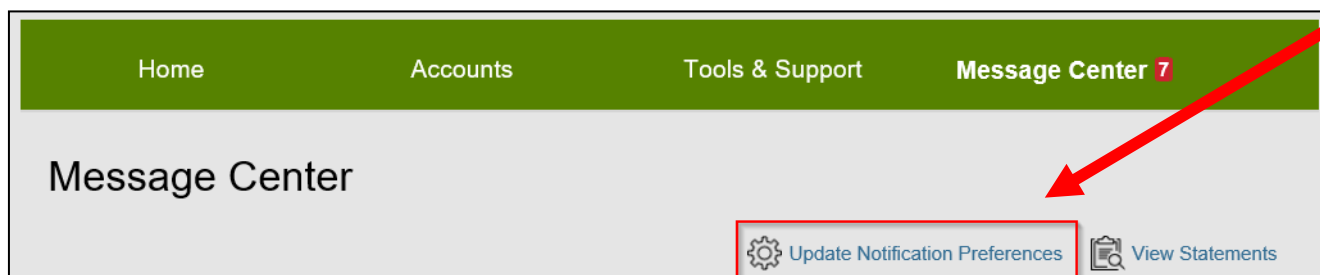 Home Accounts Tools & Support Message Center 7
Message Center
Update Notification Preferences View Statements